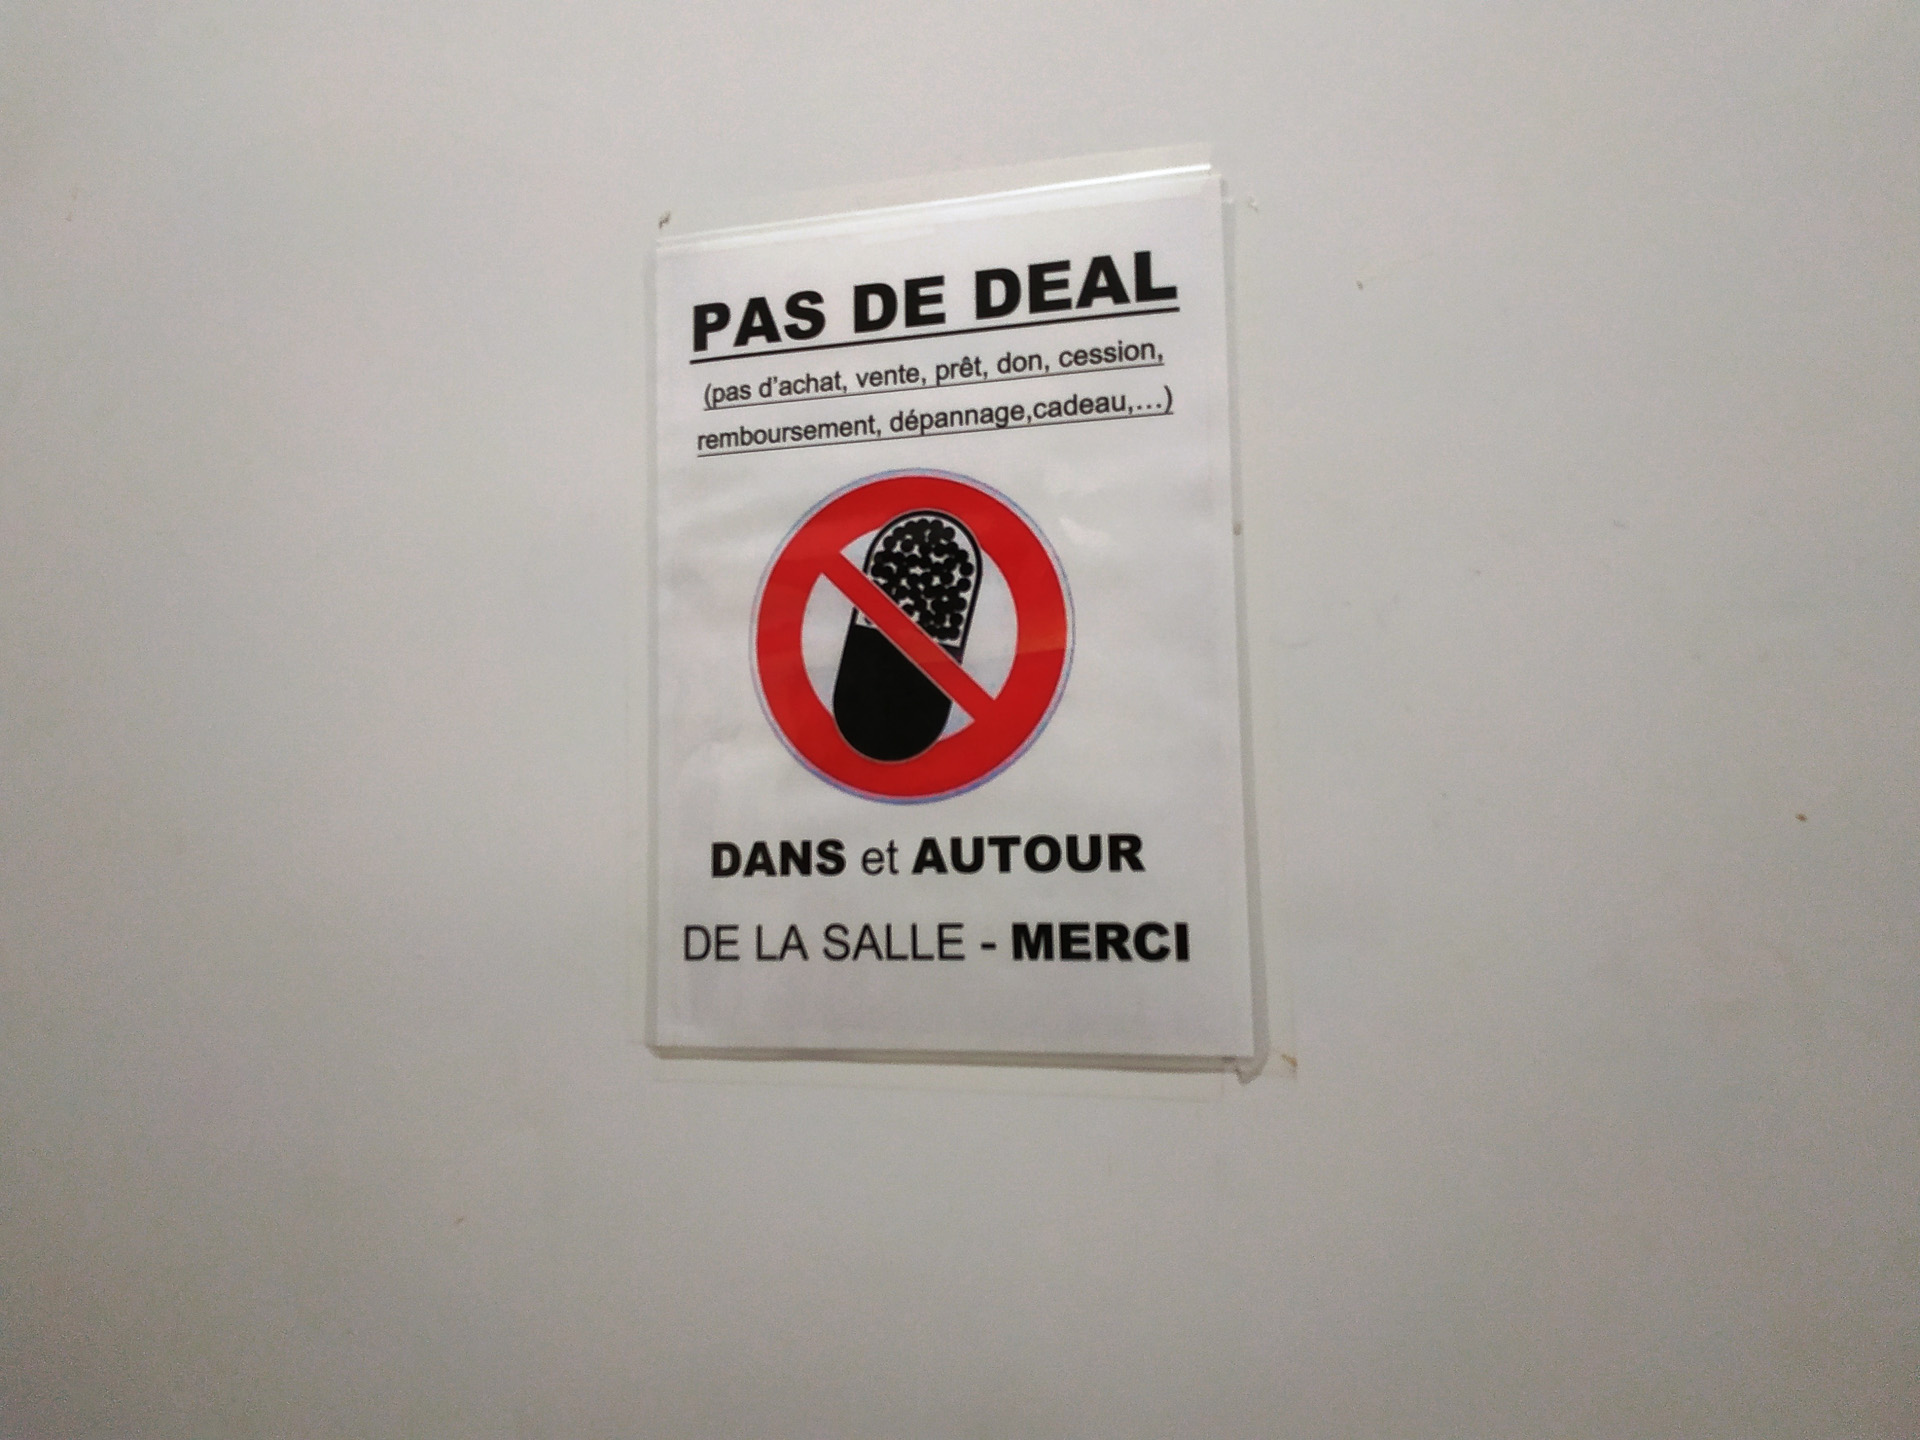 PAS DE DEAL
(pas d'achat, vente, prêt, don, cession,
remboursement, dépannage,cadeau,...)
DANS et AUTOUR
DE LA SALLE - MERCI